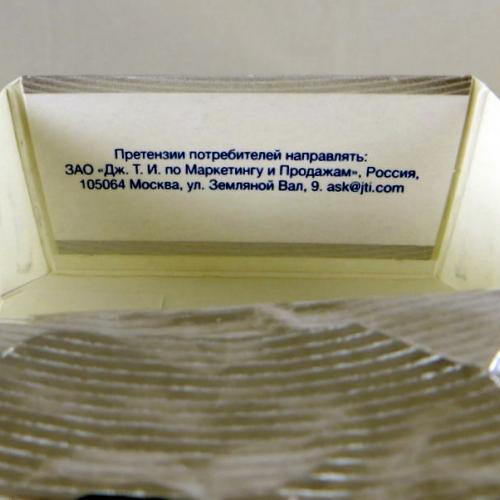 Претензии потребителей направлять:
ЗАО «Дж. Т. И. по Маркетингу и Продажам», Россия,
105064 Москва, ул. Земляной Вал, 9. ask@jti.com